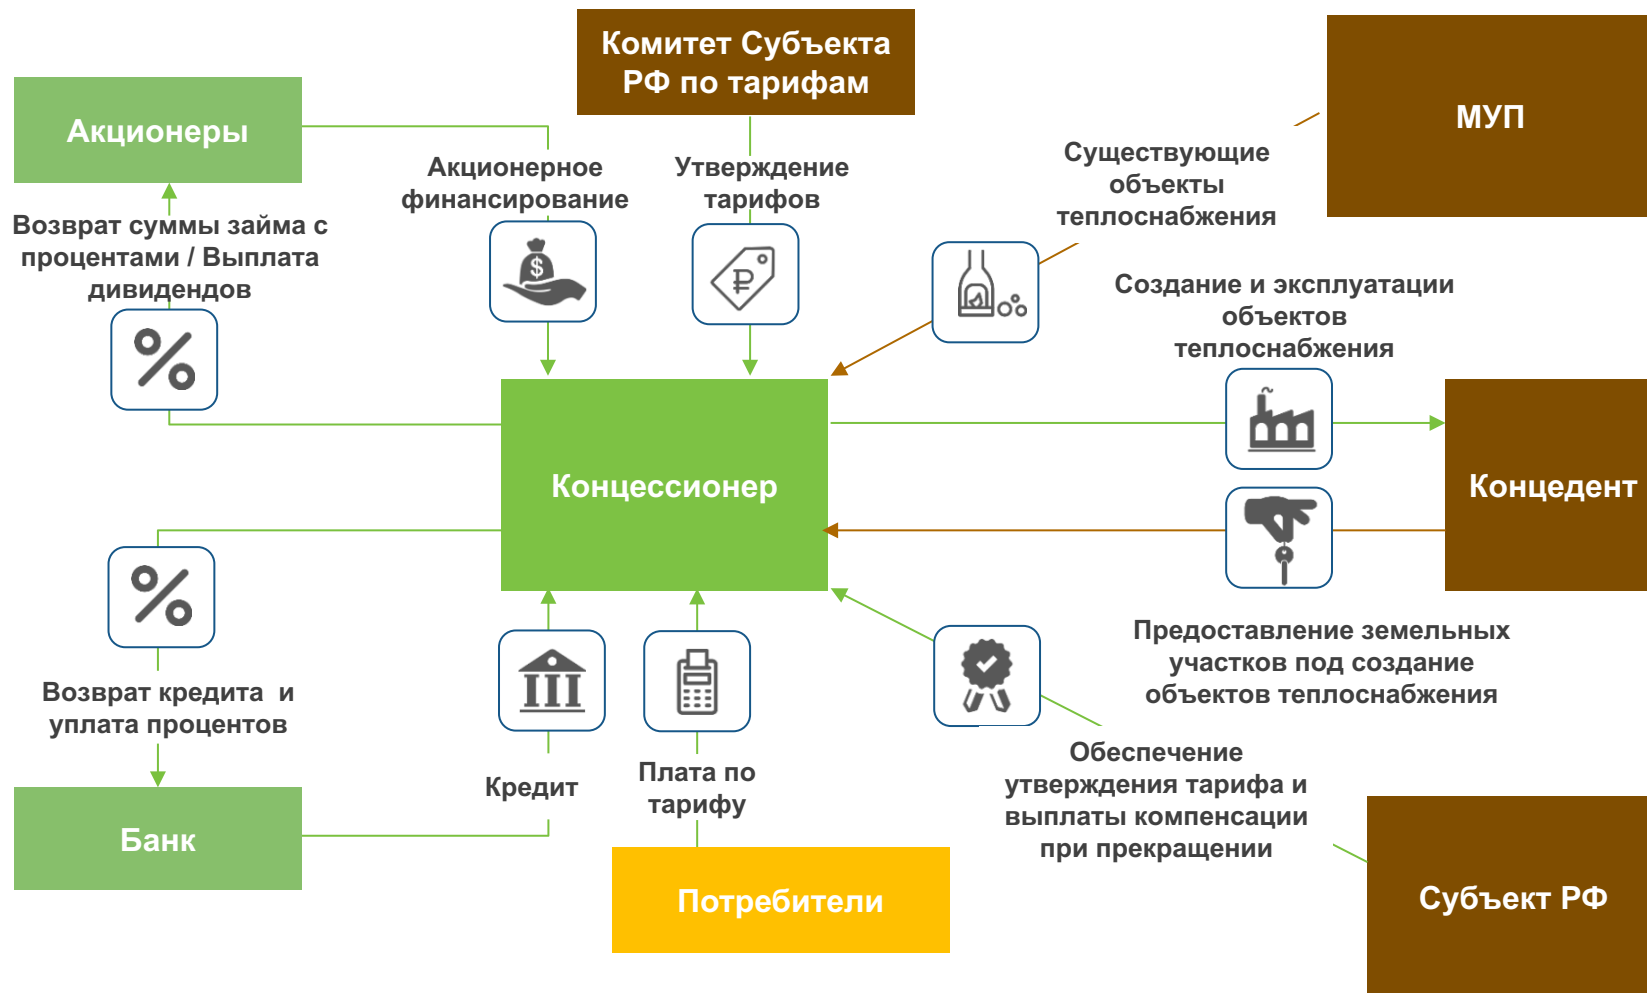 Комитет Субъекта
РФ по тарифам
МУП
Акционеры
Акционерное
финансирование
Утверждение
тарифов
Существующие
объекты
теплоснабжения
Возврат суммы займа с
процентами / Выплата
дивидендов
$
₽
Создание и эксплуатации
объектов
теплоснабжения
%
Концессионер
Концедент
%
Возврат кредита и
уплата процентов
Кредит
Плата по
тарифу
Предоставление земельных
участков под создание
объектов теплоснабжения
Обеспечение
утверждения тарифа и
выплаты компенсации
при прекращении
Банк
Потребители
Субъект РФ